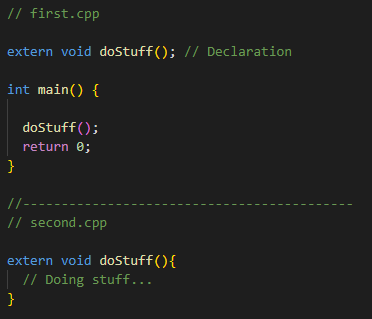 // first.cpp
extern void doStuff(); // Declaration
int main() {
doStuff();
return 0;
}
//-------------------------------------------
// second.cpp
extern void doStuff(){
// Doing stuff...
}